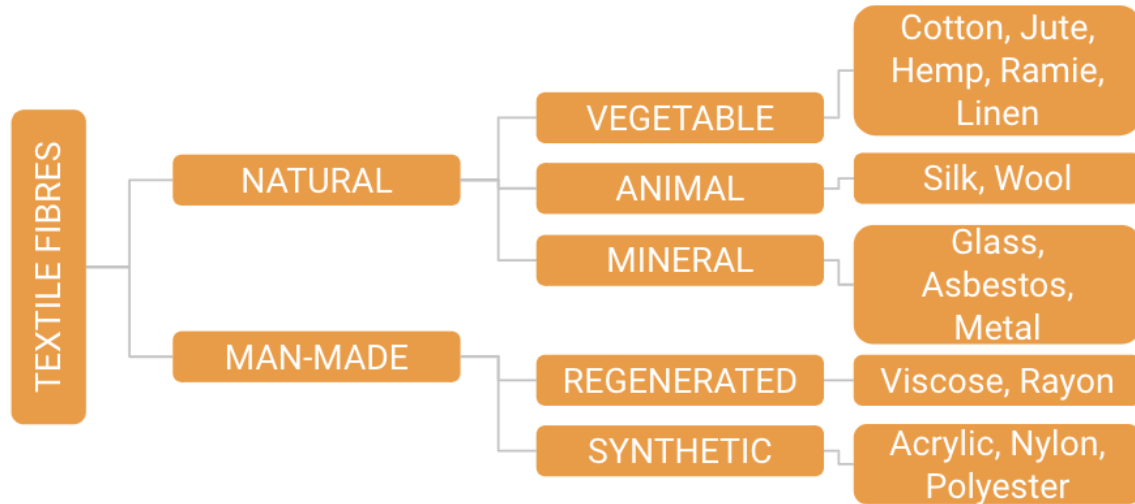 TEXTILE FIBRES
NATURAL
MAN-MADE
VEGETABLE
ANIMAL
MINERAL
REGENERATED
SYNTHETIC
Cotton, Jute,
Hemp, Ramie,
Linen
Silk, Wool
Glass,
Asbestos,
Metal
Viscose, Rayon
Acrylic, Nylon,
Polyester